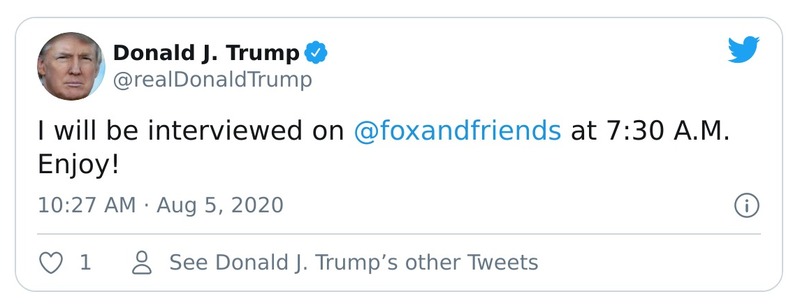 Donald J. Trump
@realDonaldTrump
I will be interviewed on @foxandfriends at 7:30 A.M.
Enjoy!
10:27 AM · Aug 5, 2020
1 See Donald J. Trump’s other Tweets